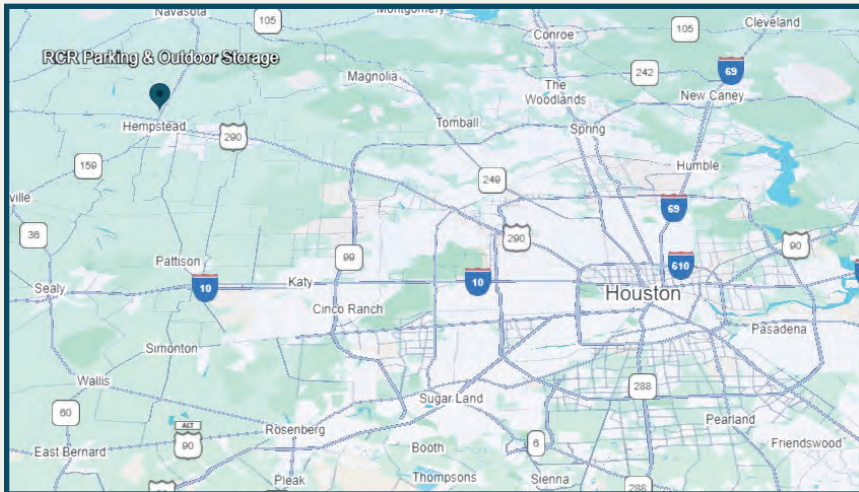 Navasota
105
Montgomery
Conroe
105
Cleveland
RCR Parking & Outdoor Storage
Magnolia
The
Woodlands
242
69
New Caney
Hempstead
290
Tomball
Spring
159
249
Humble
ville
69
36
290
90
99
Pattison
610
Sealy
10
Katy
10
Houston
Cinco Ranch
Pasadena
Simonton
Wallis
288
60
Sugar Land
Pearland
ALT
90
Rosenberg
6
Friendswood
East Bernard
Booth
Pleak
Thompsons
Sienna
288